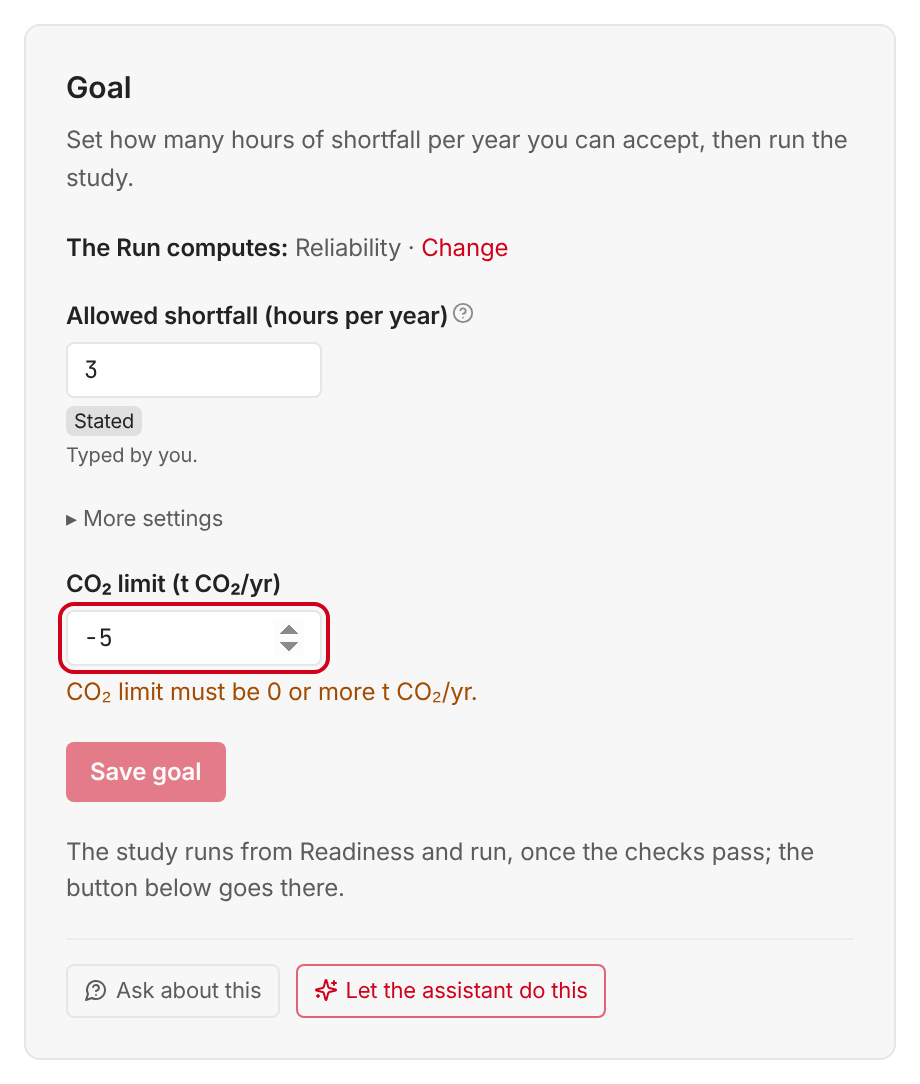 Goal
Set how many hours of shortfall per year you can accept, then run the
study.
The Run computes: Reliability · Change
Allowed shortfall (hours per year)
3
Stated
Typed by you.
▸ More settings
CO₂ limit (t CO₂/yr)
-5
CO₂ limit must be 0 or more t CO₂/yr.
Save goal
The study runs from Readiness and run, once the checks pass; the
button below goes there.
Ask about this
Let the assistant do this